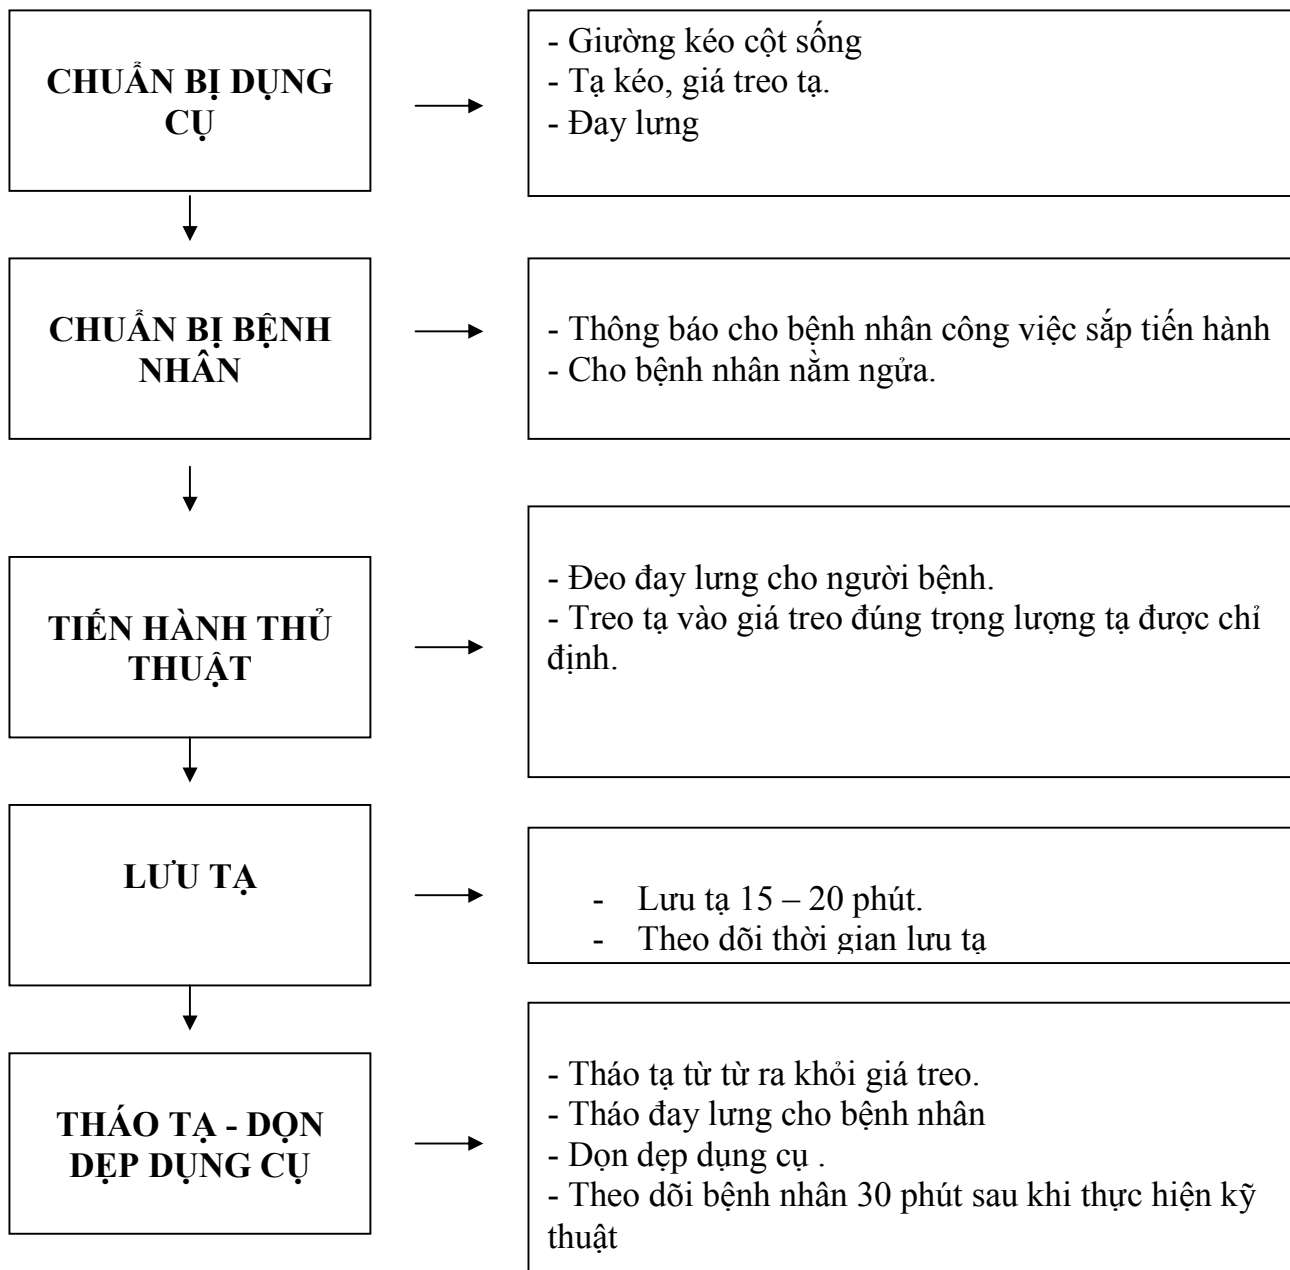 CHUẨN BỊ DỤNG
CỤ
- Giường kéo cột sống
- Tạ kéo, giá treo tạ.
- Đay lưng
CHUẨN BỊ BỆNH
NHÂN
- Thông báo cho bệnh nhân công việc sắp tiến hành
- Cho bệnh nhân nằm ngửa.
TIẾN HÀNH THỦ
THUẬT
- Đeo đay lưng cho người bệnh.
- Treo tạ vào giá treo đúng trọng lượng tạ được chỉ
định.
LƯU TẠ
- Lưu tạ 15 – 20 phút.
- Theo dõi thời gian lưu tạ
THÁO TẠ - DỌN
DẸP DỤNG CỤ
- Tháo tạ từ từ ra khỏi giá treo.
- Tháo đay lưng cho bệnh nhân
- Dọn dẹp dụng cụ .
- Theo dõi bệnh nhân 30 phút sau khi thực hiện kỹ
thuật